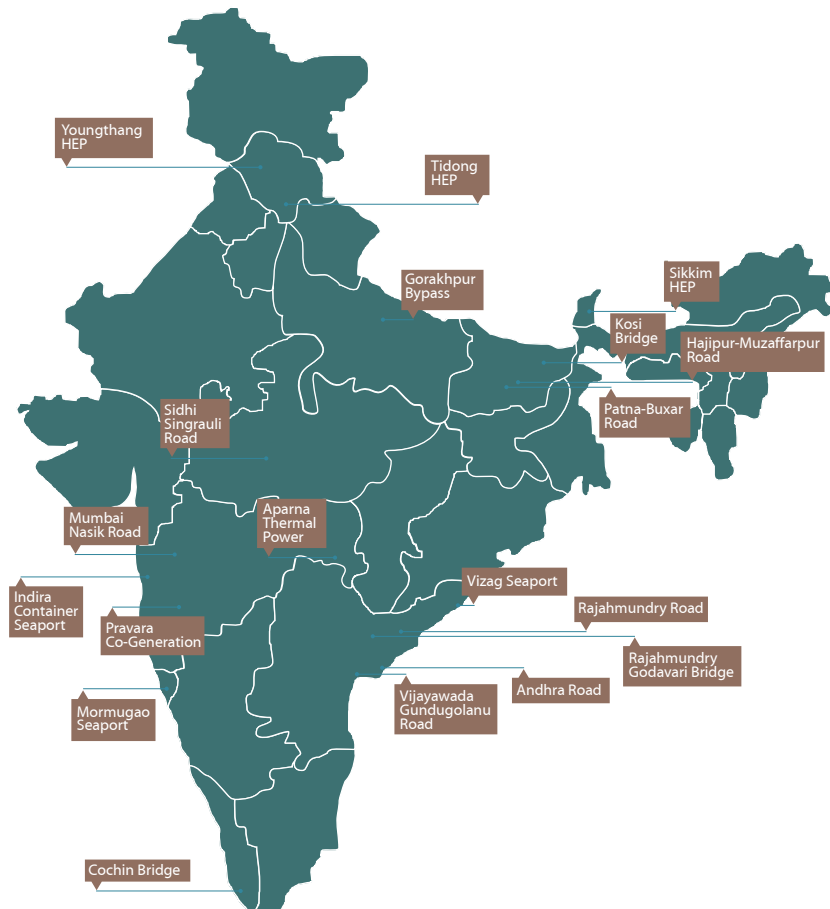 Youngthang
HEP
Tidong
HEP
Gorakhpur
Bypass
Sikkim
HEP
Kosi
Bridge
Hajipur-Muzaffarpur
Road
Patna-Buxar
Road
Sidhi
Singrauli
Road
Mumbai
Nasik Road
Aparna
Thermal
Power
Indira
Container
Seaport
Pravara
Co-Generation
Vizag Seaport
Rajahmundry Road
Rajahmundry
Godavari Bridge
Andhra Road
Vijayawada
Gundugolanu
Road
Mormugao
Seaport
Cochin Bridge